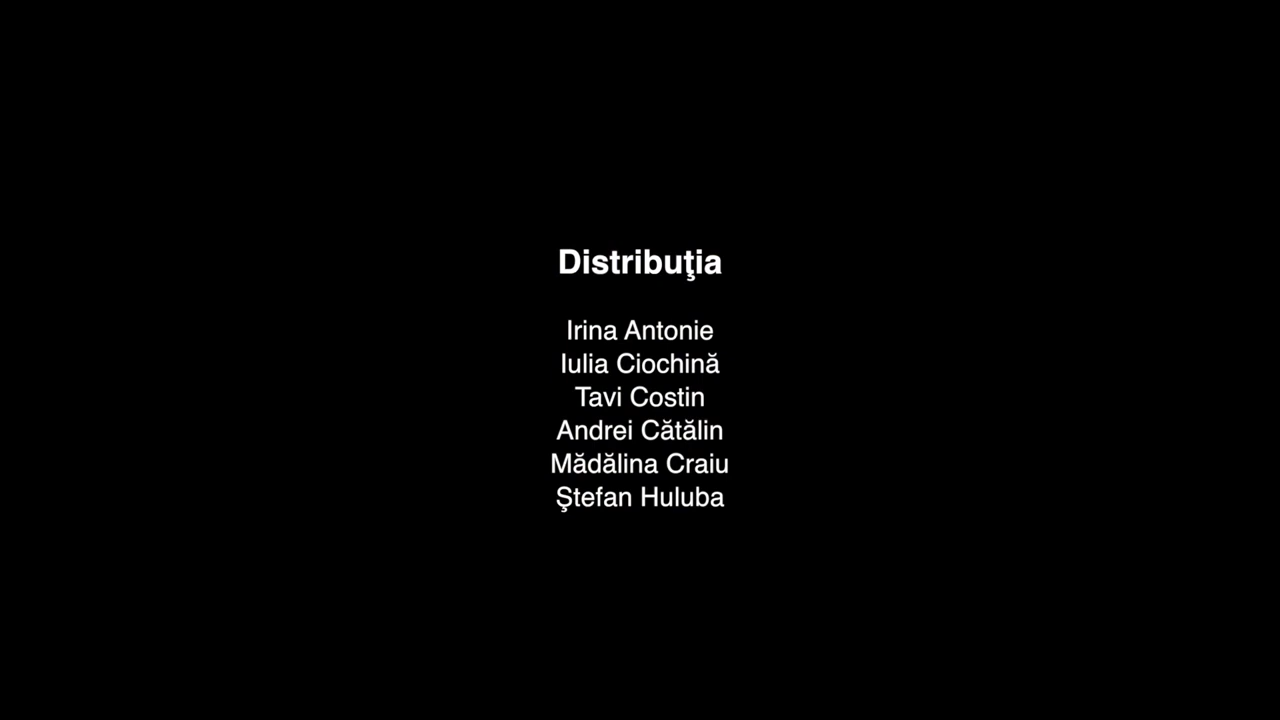 Distribuţia
Irina Antonie
Iulia Ciochină
Tavi Costin
Andrei Cătălin
Mădălina Craiu
Ştefan Huluba